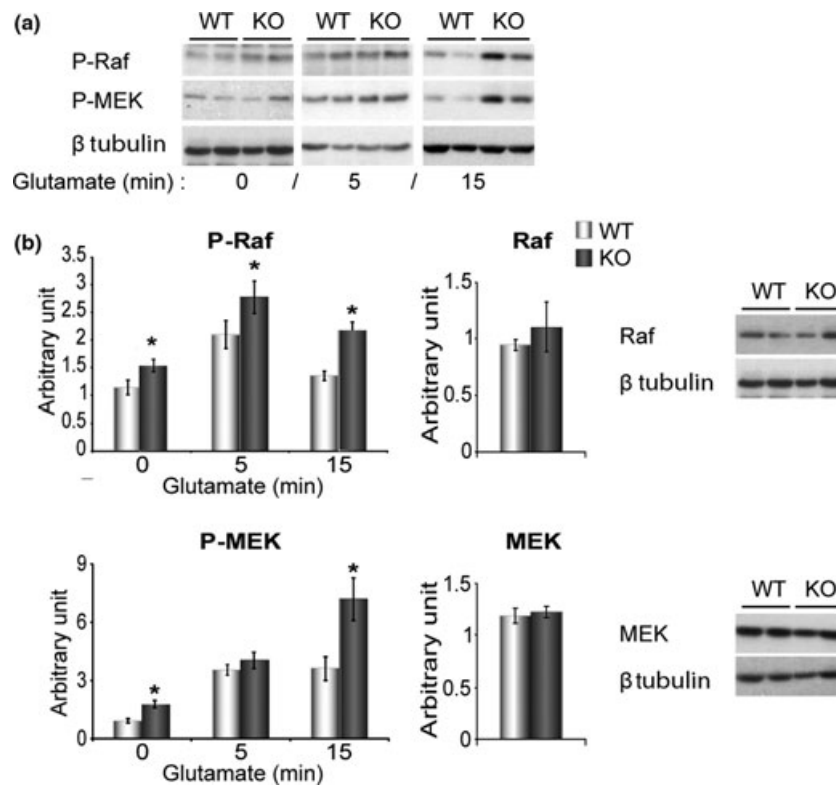 (a)
WT KO WT KO WT KO
P-Raf
P-MEK
β tubulin
Glutamate (min) : 0 / 5 / 15
(b)
P-Raf
Arbitrary unit
3.5
3
2.5
2
1.5
1
0.5
0
* * *
0 5 15
Glutamate (min)
Raf
Arbitrary unit
1.5
1
0.5
0
WT
KO
WT KO
Raf
β tubulin
P-MEK
Arbitrary unit
9
6
3
0
* *
0 5 15
Glutamate (min)
MEK
Arbitrary unit
1.5
1
0.5
0
WT KO
MEK
β tubulin